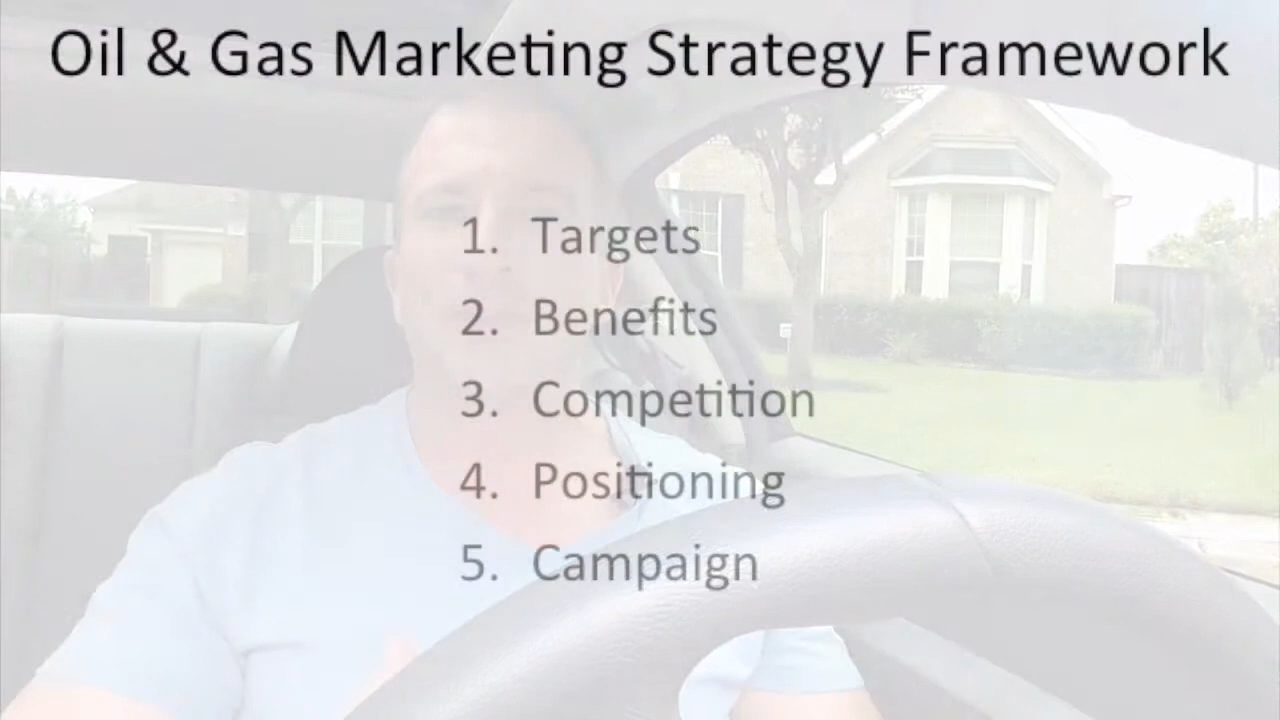 Oil & Gas Marketing Strategy Framework
1. Targets
2. Benefits
3. Competition
4. Positioning
5. Campaign